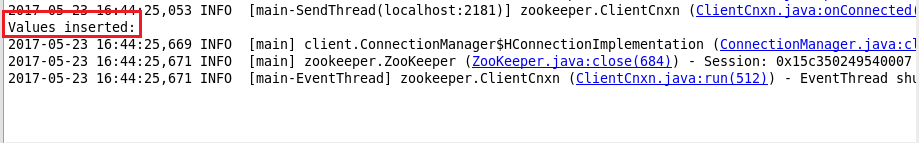 2017-05-23 16:44:25,053 INFO  [main-SendThread(localhost:2181)] zookeeper.ClientCnxn (ClientCnxn.java:onConnected(
Values inserted:
2017-05-23 16:44:25,669 INFO  [main] client.ConnectionManager$HConnectionImplementation (ConnectionManager.java:cl
2017-05-23 16:44:25,671 INFO  [main] zookeeper.ZooKeeper (ZooKeeper.java:close(684)) - Session: 0x15c350249540007
2017-05-23 16:44:25,671 INFO  [main-EventThread] zookeeper.ClientCnxn (ClientCnxn.java:run(512)) - EventThread shu